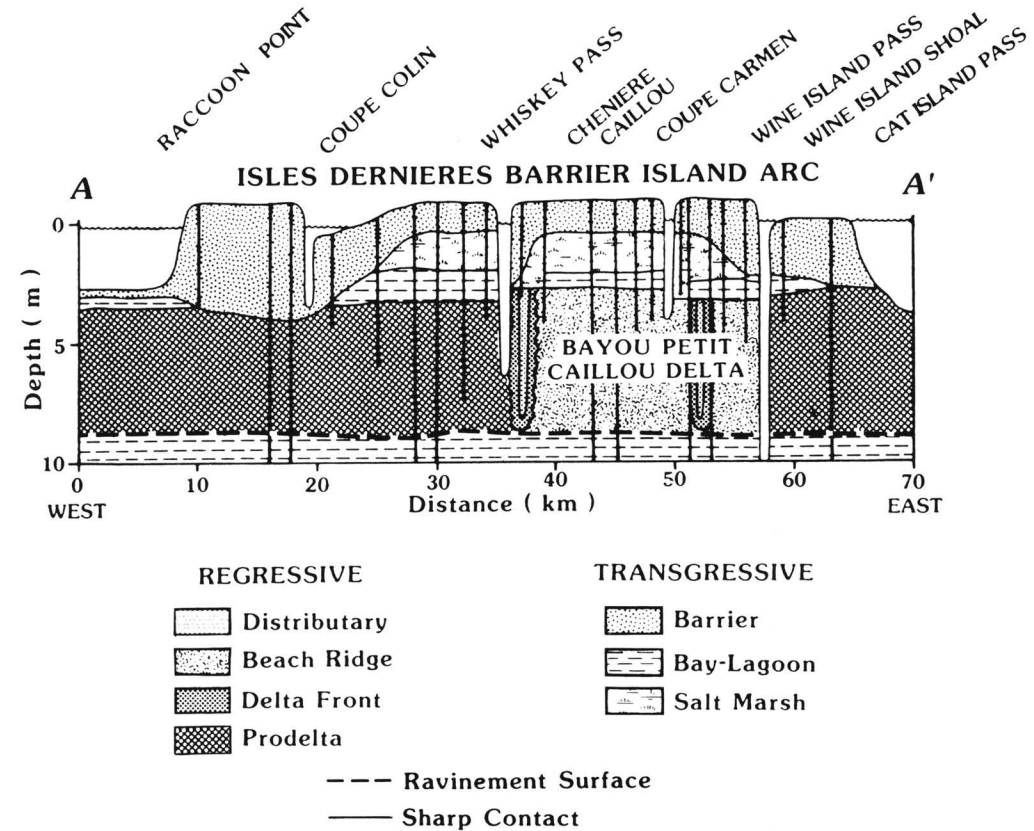 RACCOON POINT
COUPE COLIN
WHISKEY PASS
CHENIERE
CAILLOU
COUPE CARMEN
WINE ISLAND PASS
WINE ISLAND SHOAL
CAT ISLAND PASS
A
ISLES DERNIERES BARRIER ISLAND ARC
A'
0
5
10
Depth ( m )
BAYOU PETIT
CAILLOU DELTA
0 10 20 30 40 50 60 70
WEST
Distance ( km )
EAST
REGRESSIVE
Distributary
Beach Ridge
Delta Front
Prodelta
TRANSGRESSIVE
Barrier
Bay-Lagoon
Salt Marsh
Ravinement Surface
Sharp Contact